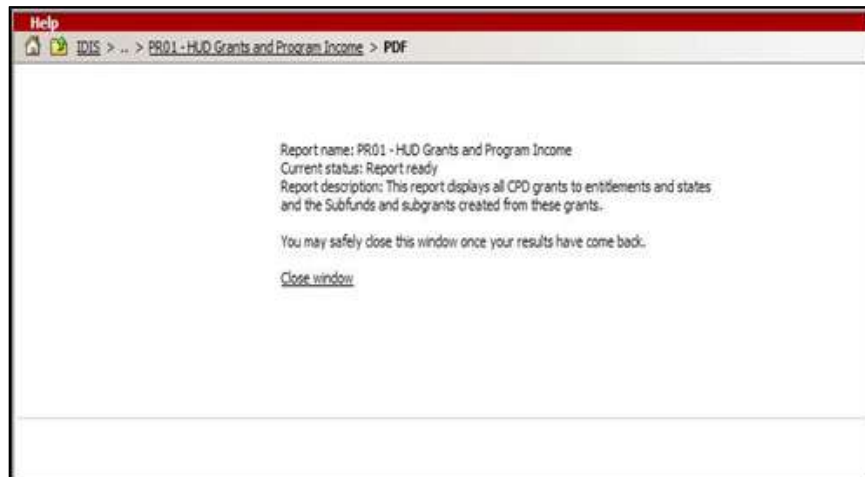 Help
IDIS > .. > PR01 - HUD Grants and Program Income > PDF
Report name: PR01 - HUD Grants and Program Income
Current status: Report ready
Report description: This report displays all CPD grants to entitlements and states
and the Subfunds and subgrants created from these grants.
You may safely close this window once your results have come back.
Close window